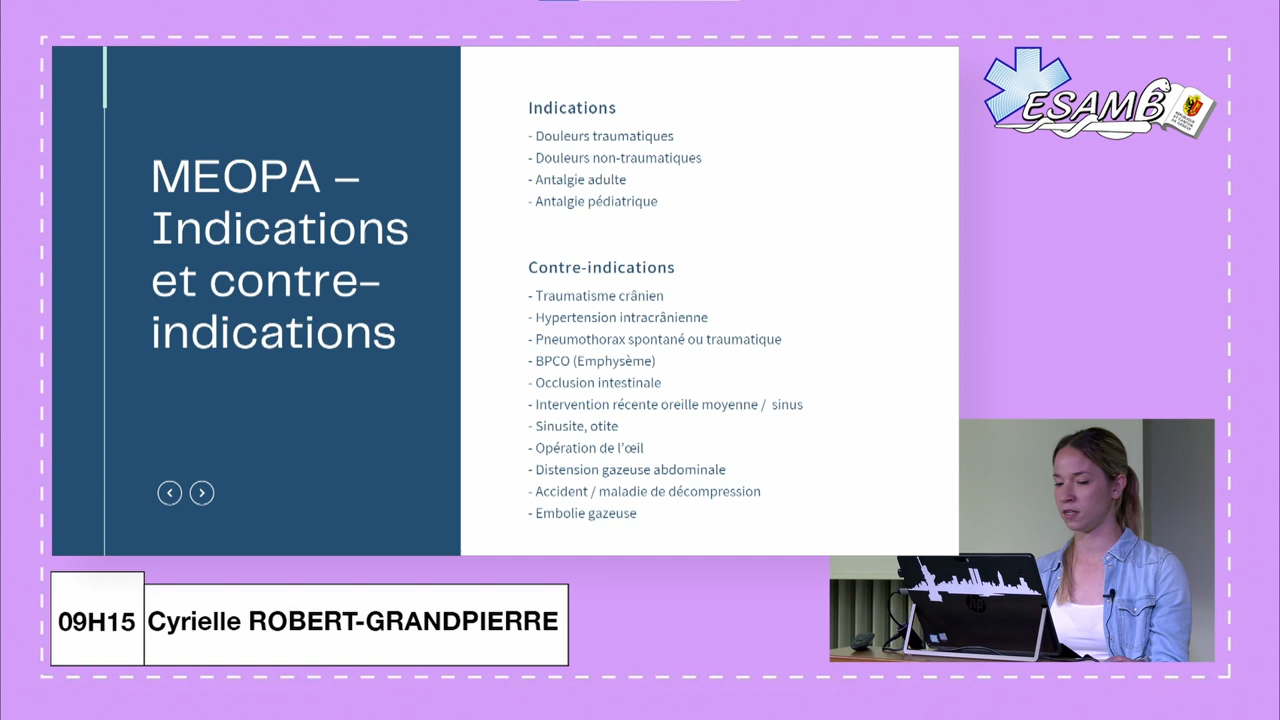 MEOPA –
Indications
et contre-
indications
Indications
- Douleurs traumatiques
- Douleurs non-traumatiques
- Antalgie adulte
- Antalgie pédiatrique
Contre-indications
- Traumatisme crânien
- Hypertension intracrânienne
- Pneumothorax spontané ou traumatique
- BPCO (Emphysème)
- Occlusion intestinale
- Intervention récente oreille moyenne / sinus
- Sinusite, otite
- Opération de l'œil
- Distension gazeuse abdominale
- Accident / maladie de décompression
- Embolie gazeuse
ESAMB
09H15
Cyrielle ROBERT-GRANDPIERRE
hp